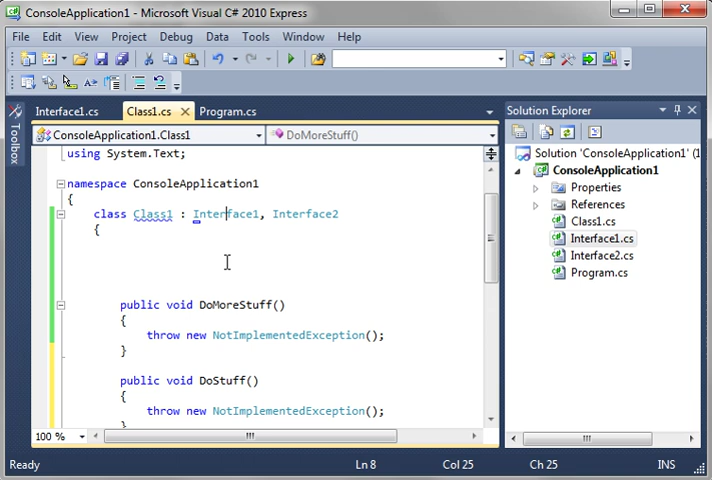 ConsoleApplication1 - Microsoft Visual C# 2010 Express
File Edit View Project Debug Data Tools Window Help
Toolbox
Interface1.cs Class1.cs Program.cs
ConsoleApplication1.Class1 DoMoreStuff()
using System.Text;
namespace ConsoleApplication1
{
class Class1 : Interface1, Interface2
{
public void DoMoreStuff()
{
throw new NotImplementedException();
}
public void DoStuff()
{
throw new NotImplementedException();
}
100 %
Solution Explorer
Solution 'ConsoleApplication1' (1
ConsoleApplication1
Properties
References
Class1.cs
Interface1.cs
Interface2.cs
Program.cs
Ready Ln 8 Col 25 Ch 25 INS